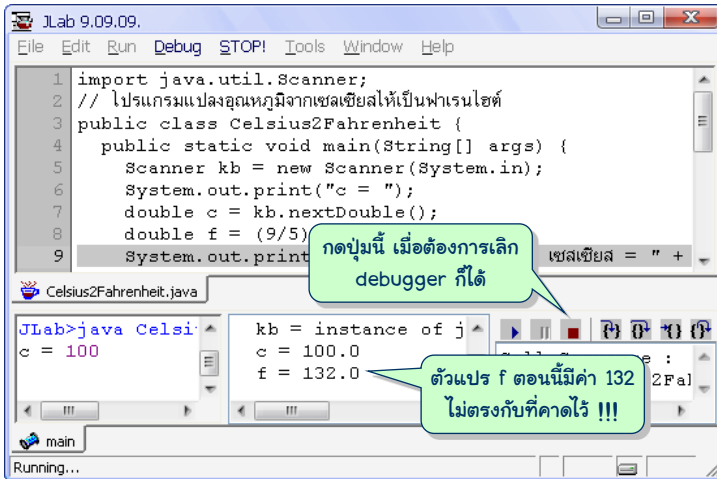 JLab 9.09.09.
File Edit Run Debug STOP! Tools Window Help
1 import java.util.Scanner;
2 // โปรแกรมแปลงอุณหภูมิจากเซลเซียสให้เป็นฟาเรนไฮต์
3 public class Celsius2Fahrenheit {
4 public static void main(String[] args) {
5 Scanner kb = new Scanner(System.in);
6 System.out.print("c = ");
7 double c = kb.nextDouble();
8 double f = (9/5)
9 System.out.print เซลเซียส = " +
กดปุ่มนี้ เมื่อต้องการเลิก
debugger ก็ได้
Celsius2Fahrenheit.java
JLab>java Celsi
c = 100
kb = instance of j
c = 100.0
f = 132.0
ตัวแปร f ตอนนี้มีค่า 132
ไม่ตรงกับที่คาดไว้ !!!
main
Running...